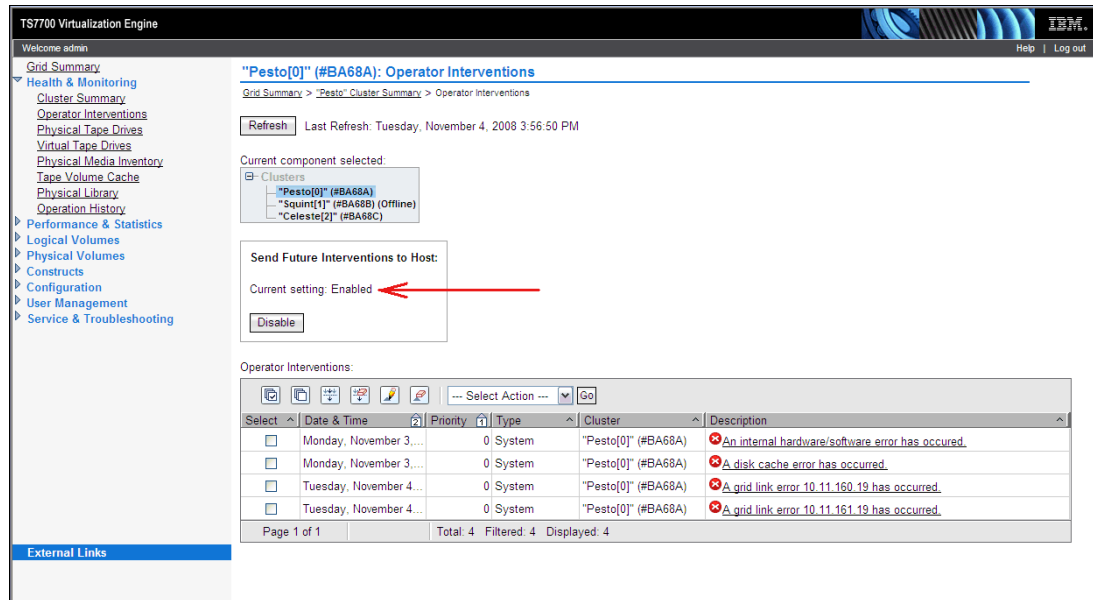 TS7700 Virtualization Engine
IBM.
Welcome admin
Help | Log out
Grid Summary
Health & Monitoring
Cluster Summary
Operator Interventions
Physical Tape Drives
Virtual Tape Drives
Physical Media Inventory
Tape Volume Cache
Physical Library
Operation History
Performance & Statistics
Logical Volumes
Physical Volumes
Constructs
Configuration
User Management
Service & Troubleshooting
External Links
"Pesto[0]" (#BA68A): Operator Interventions
Grid Summary > "Pesto" Cluster Summary > Operator Interventions
Refresh Last Refresh: Tuesday, November 4, 2008 3:56:50 PM
Current component selected:
Clusters
"Pesto[0]" (#BA68A)
"Squint[1]" (#BA68B) (Offline)
"Celeste[2]" (#BA68C)
Send Future Interventions to Host:
Current setting: Enabled
Disable
Operator Interventions:
--- Select Action --- Go
Select Date & Time 2 Priority 1 Type Cluster Description
Monday, November 3,... 0 System "Pesto[0]" (#BA68A) An internal hardware/software error has occured.
Monday, November 3,... 0 System "Pesto[0]" (#BA68A) A disk cache error has occurred.
Tuesday, November 4... 0 System "Pesto[0]" (#BA68A) A grid link error 10.11.160.19 has occurred.
Tuesday, November 4... 0 System "Pesto[0]" (#BA68A) A grid link error 10.11.161.19 has occurred.
Page 1 of 1 Total: 4 Filtered: 4 Displayed: 4